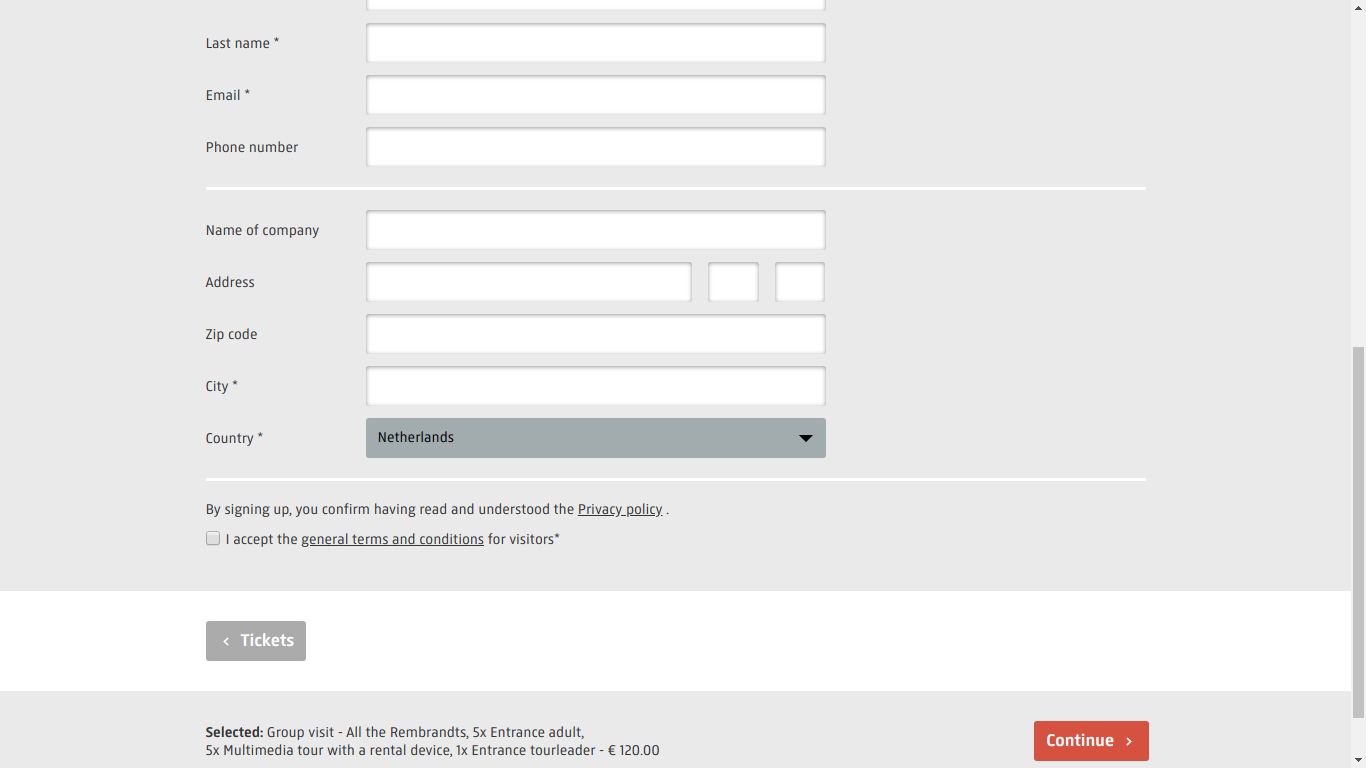 Last name *
Email *
Phone number
Name of company
Address
Zip code
City *
Country *
Netherlands
By signing up, you confirm having read and understood the Privacy policy .
I accept the general terms and conditions for visitors*
‹ Tickets
Selected: Group visit - All the Rembrandts, 5x Entrance adult,
5x Multimedia tour with a rental device, 1x Entrance tourleader - € 120.00
Continue ›